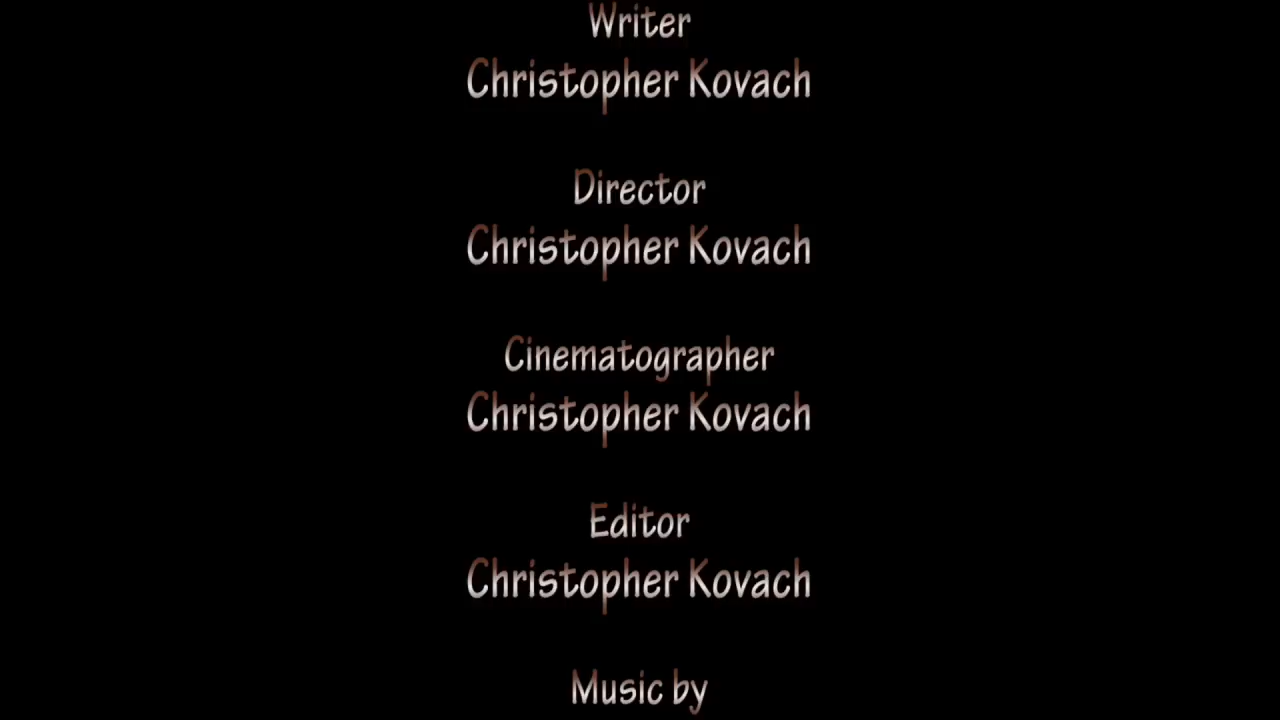 Writer
Christopher Kovach
Director
Christopher Kovach
Cinematographer
Christopher Kovach
Editor
Christopher Kovach
Music by